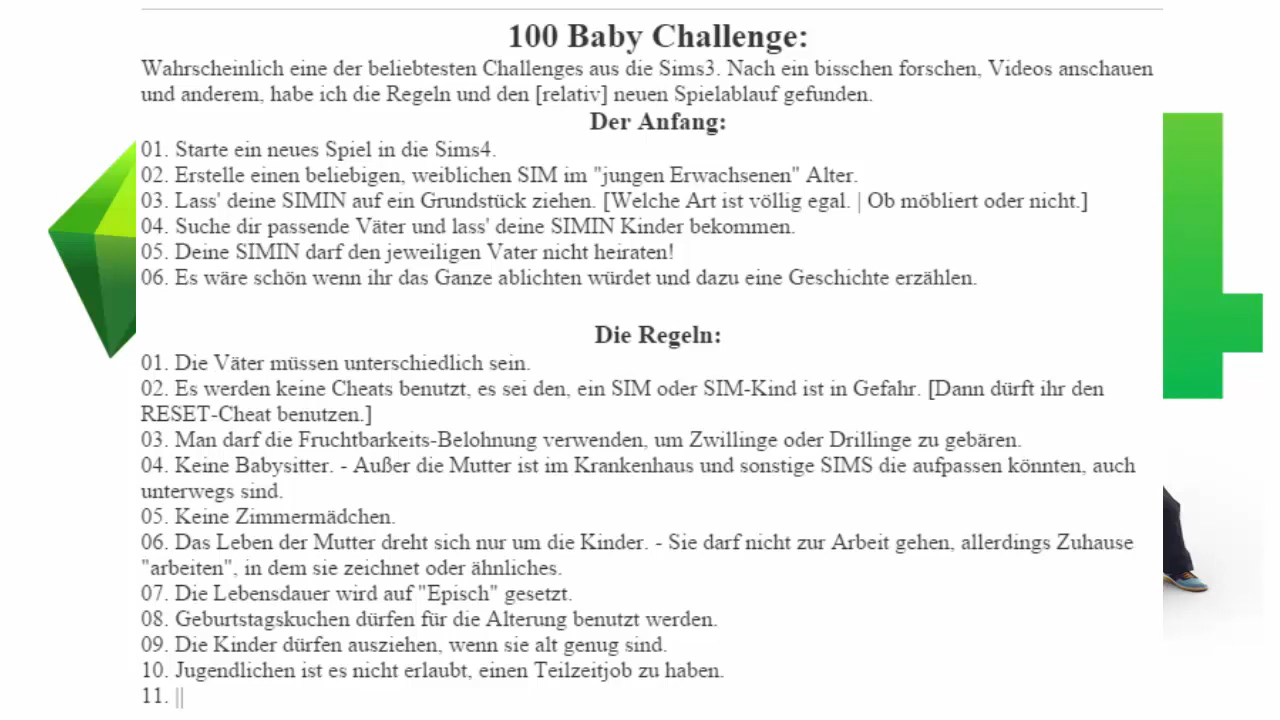 100 Baby Challenge:
Wahrscheinlich eine der beliebtesten Challenges aus die Sims3. Nach ein bisschen forschen, Videos anschauen
und anderem, habe ich die Regeln und den [relativ] neuen Spielablauf gefunden.
Der Anfang:
01. Starte ein neues Spiel in die Sims4.
02. Erstelle einen beliebigen, weiblichen SIM im "jungen Erwachsenen" Alter.
03. Lass' deine SIMIN auf ein Grundstück ziehen. [Welche Art ist völlig egal. | Ob möbliert oder nicht.]
04. Suche dir passende Väter und lass' deine SIMIN Kinder bekommen.
05. Deine SIMIN darf den jeweiligen Vater nicht heiraten!
06. Es wäre schön wenn ihr das Ganze ablichten würdet und dazu eine Geschichte erzählen.
Die Regeln:
01. Die Väter müssen unterschiedlich sein.
02. Es werden keine Cheats benutzt, es sei den, ein SIM oder SIM-Kind ist in Gefahr. [Dann dürft ihr den
RESET-Cheat benutzen.]
03. Man darf die Fruchtbarkeits-Belohnung verwenden, um Zwillinge oder Drillinge zu gebären.
04. Keine Babysitter. - Außer die Mutter ist im Krankenhaus und sonstige SIMS die aufpassen könnten, auch
unterwegs sind.
05. Keine Zimmermädchen.
06. Das Leben der Mutter dreht sich nur um die Kinder. - Sie darf nicht zur Arbeit gehen, allerdings Zuhause
"arbeiten", in dem sie zeichnet oder ähnliches.
07. Die Lebensdauer wird auf "Episch" gesetzt.
08. Geburtstagskuchen dürfen für die Alterung benutzt werden.
09. Die Kinder dürfen ausziehen, wenn sie alt genug sind.
10. Jugendlichen ist es nicht erlaubt, einen Teilzeitjob zu haben.
11. ||